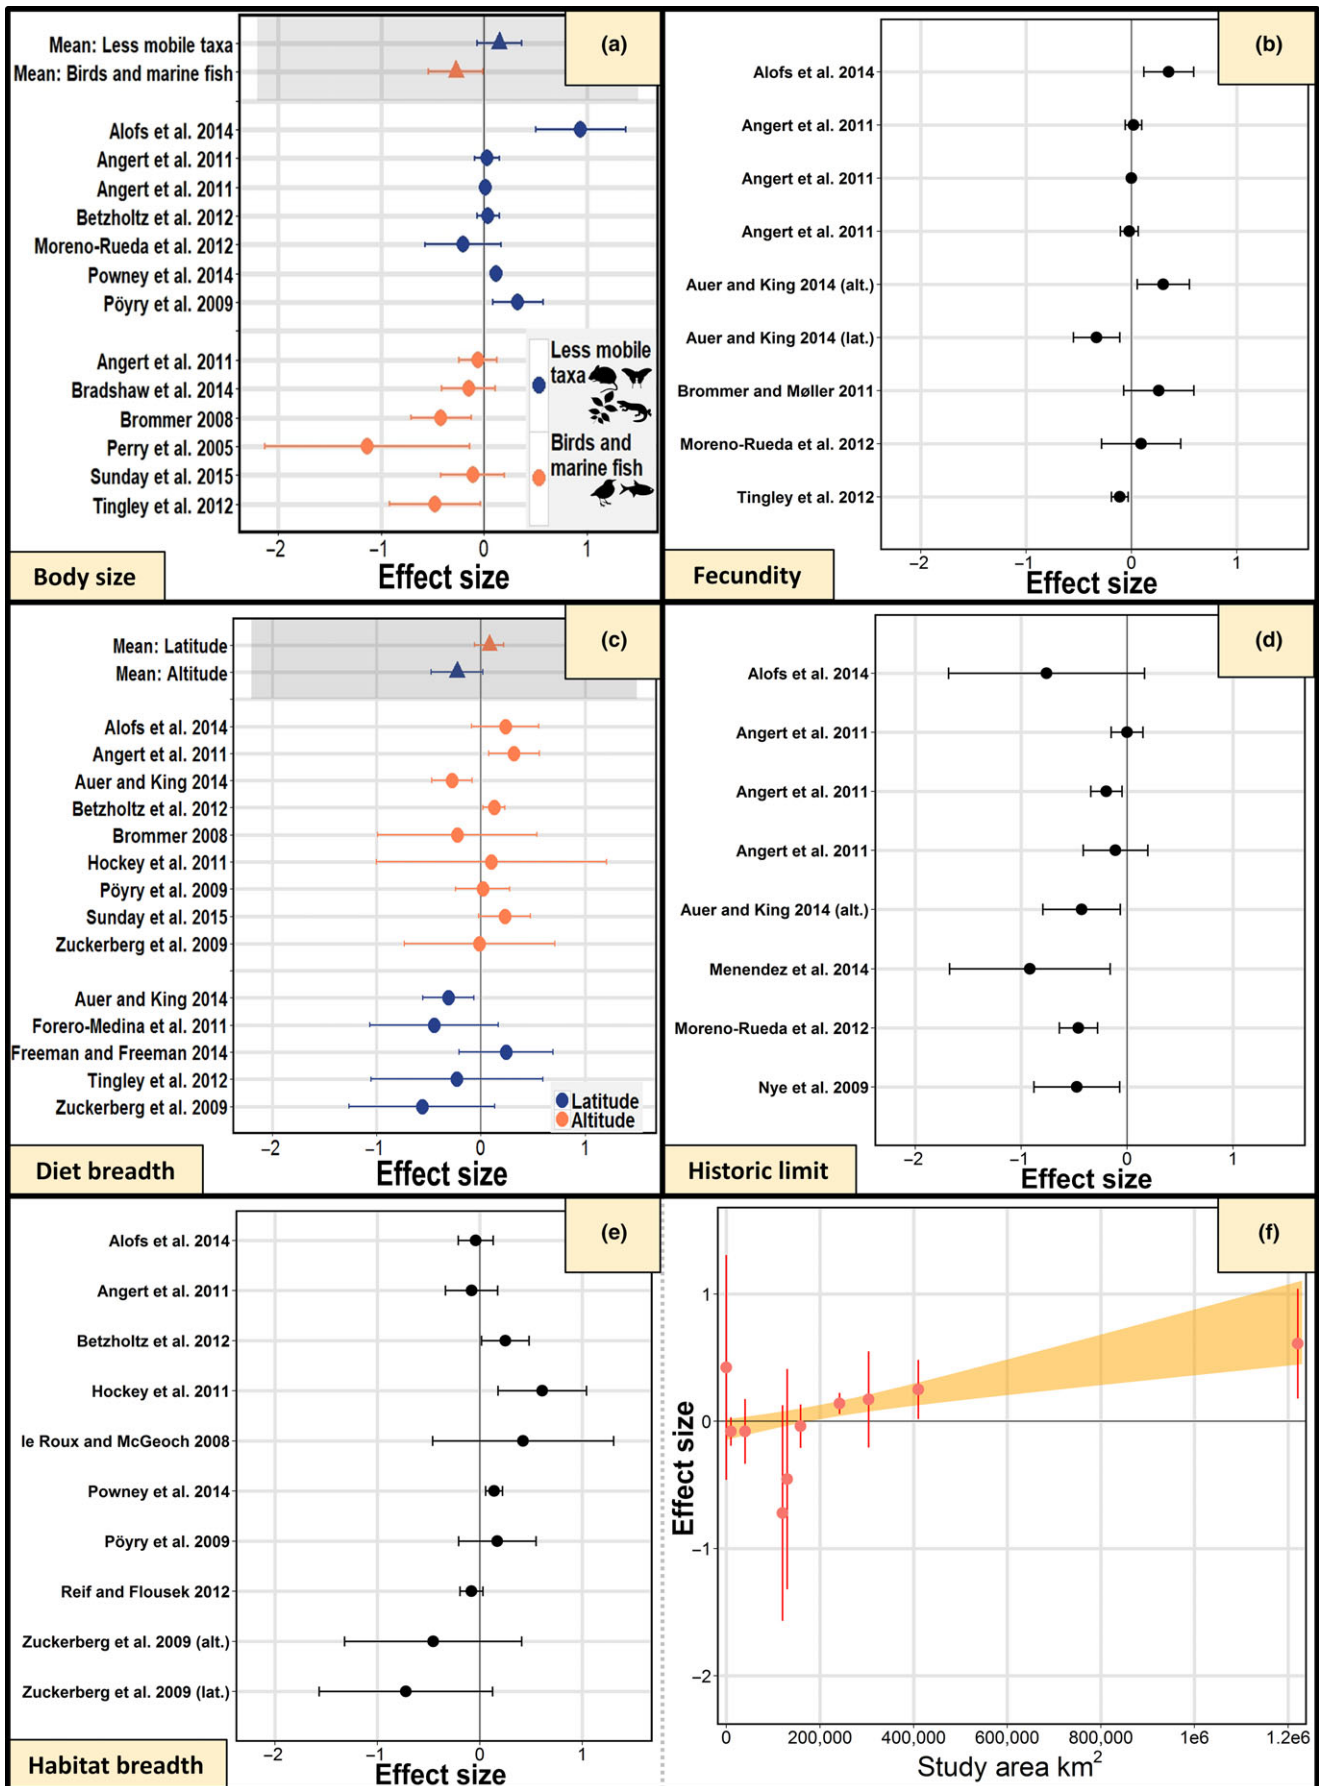 (a)
Mean: Less mobile taxa
Mean: Birds and marine fish
Alofs et al. 2014
Angert et al. 2011
Angert et al. 2011
Betzholtz et al. 2012
Moreno-Rueda et al. 2012
Powney et al. 2014
Pöyry et al. 2009
Angert et al. 2011
Bradshaw et al. 2014
Brommer 2008
Perry et al. 2005
Sunday et al. 2015
Tingley et al. 2012
Less mobile
taxa
Birds and
marine fish
−2 −1 0 1
Effect size
Body size
(b)
Alofs et al. 2014
Angert et al. 2011
Angert et al. 2011
Angert et al. 2011
Auer and King 2014 (alt.)
Auer and King 2014 (lat.)
Brommer and Møller 2011
Moreno-Rueda et al. 2012
Tingley et al. 2012
−2 −1 0 1
Effect size
Fecundity
(c)
Mean: Latitude
Mean: Altitude
Alofs et al. 2014
Angert et al. 2011
Auer and King 2014
Betzholtz et al. 2012
Brommer 2008
Hockey et al. 2011
Pöyry et al. 2009
Sunday et al. 2015
Zuckerberg et al. 2009
Auer and King 2014
Forero-Medina et al. 2011
Freeman and Freeman 2014
Tingley et al. 2012
Zuckerberg et al. 2009
Latitude
Altitude
−2 −1 0 1
Effect size
Diet breadth
(d)
Alofs et al. 2014
Angert et al. 2011
Angert et al. 2011
Angert et al. 2011
Auer and King 2014 (alt.)
Menendez et al. 2014
Moreno-Rueda et al. 2012
Nye et al. 2009
−2 −1 0 1
Effect size
Historic limit
(e)
Alofs et al. 2014
Angert et al. 2011
Betzholtz et al. 2012
Hockey et al. 2011
le Roux and McGeoch 2008
Powney et al. 2014
Pöyry et al. 2009
Reif and Flousek 2012
Zuckerberg et al. 2009 (alt.)
Zuckerberg et al. 2009 (lat.)
−2 −1 0 1
Effect size
Habitat breadth
(f)
Effect size
1
0
−1
−2
0 200,000 400,000 600,000 800,000 1e6 1.2e6
Study area km²